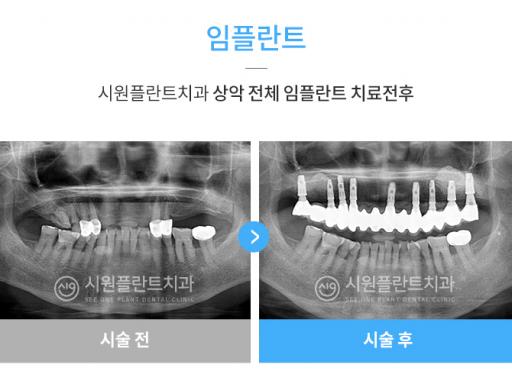 임플란트
시원플란트치과 상악 전체 임플란트 치료전후
시원플란트치과
SEE ONE PLANT DENTAL CLINIC
시원플란트치과
SEE ONE PLANT DENTAL CLINIC
시술 전
시술 후